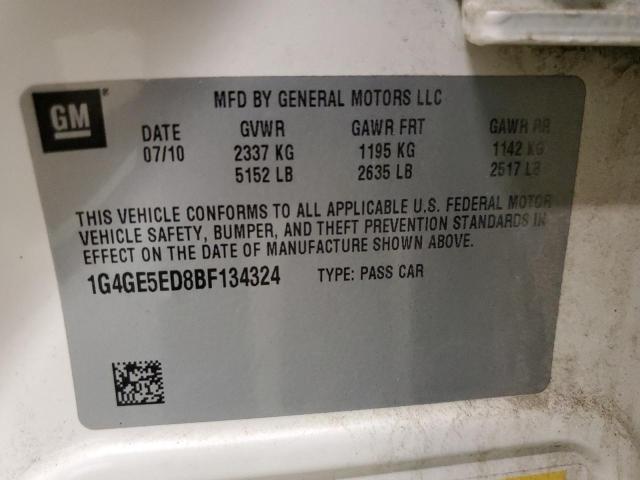 GM
MFD BY GENERAL MOTORS LLC
DATE GVWR GAWR FRT GAWR RR
07/10 2337 KG 1195 KG 1142 KG
5152 LB 2635 LB 2517 LB
THIS VEHICLE CONFORMS TO ALL APPLICABLE U.S. FEDERAL MOTOR
VEHICLE SAFETY, BUMPER, AND THEFT PREVENTION STANDARDS IN
EFFECT ON THE DATE OF MANUFACTURE SHOWN ABOVE.
1G4GE5ED8BF134324 TYPE: PASS CAR